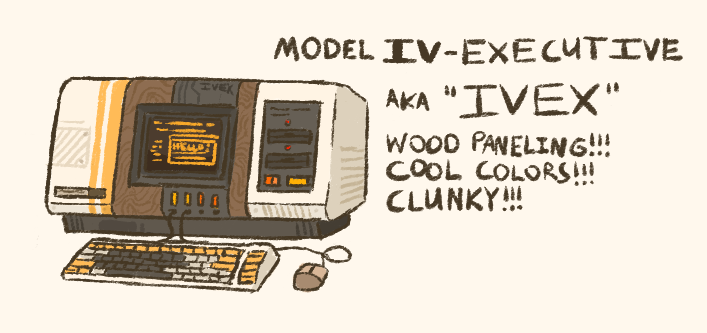 MODEL IV-EXECUTIVE
AKA "IVEX"
WOOD PANELING!!!
COOL COLORS!!!
CLUNKY!!!
IVEX
HELLO!